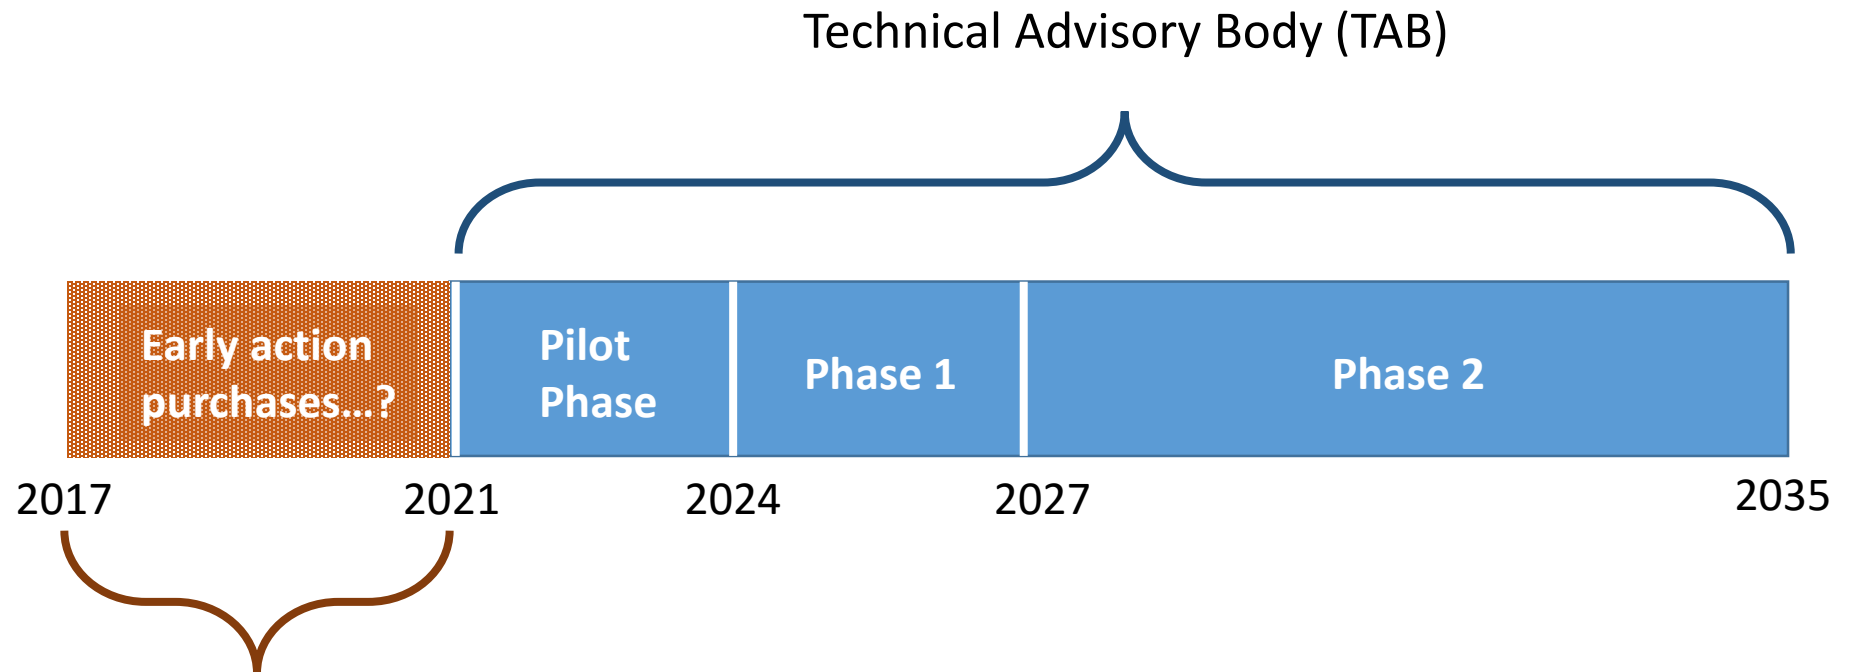 Technical Advisory Body (TAB)
Early action
purchases...?
Pilot
Phase
Phase 1
Phase 2
2017
2021
2024
2027
2035